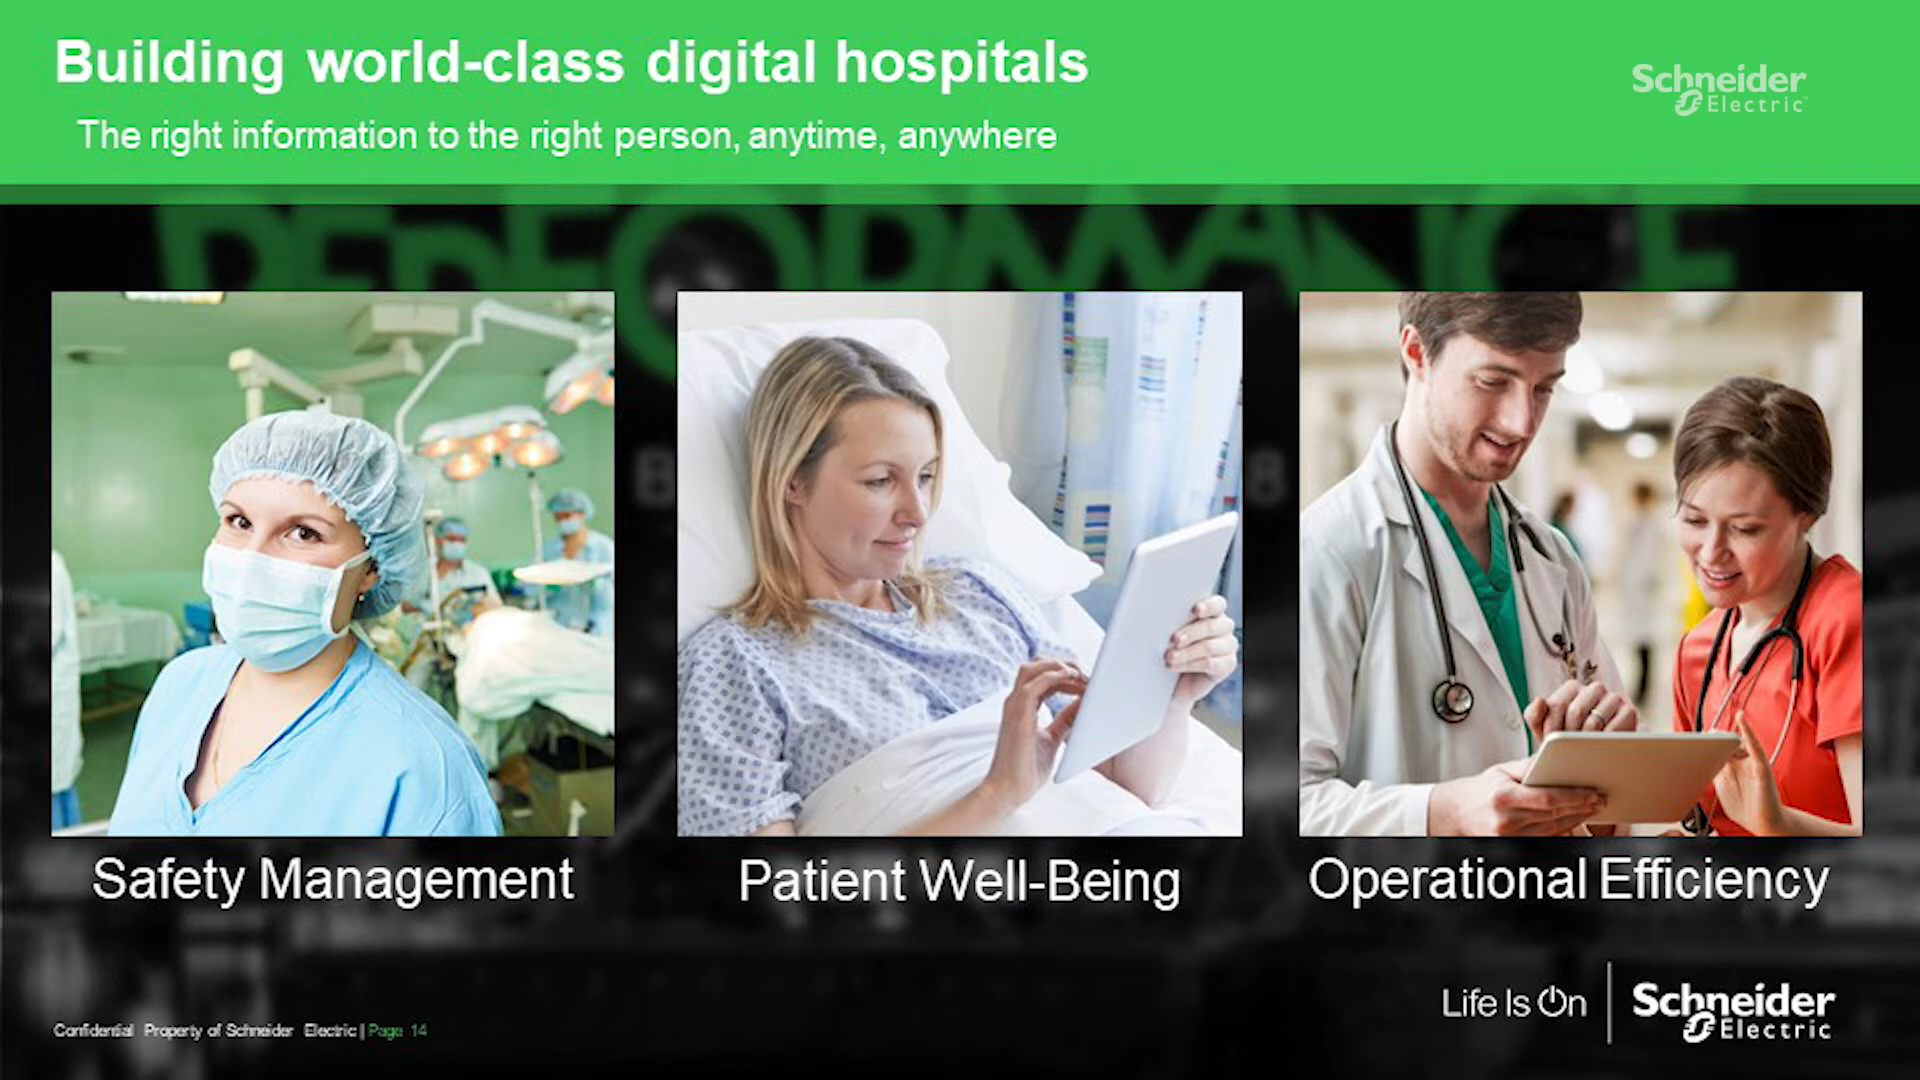 Building world-class digital hospitals
Schneider
Electric
The right information to the right person, anytime, anywhere
PERFORMANCE
Safety Management
Patient Well-Being
Operational Efficiency
Life Is On
Schneider
Electric
Confidential Property of Schneider Electric | Page 14